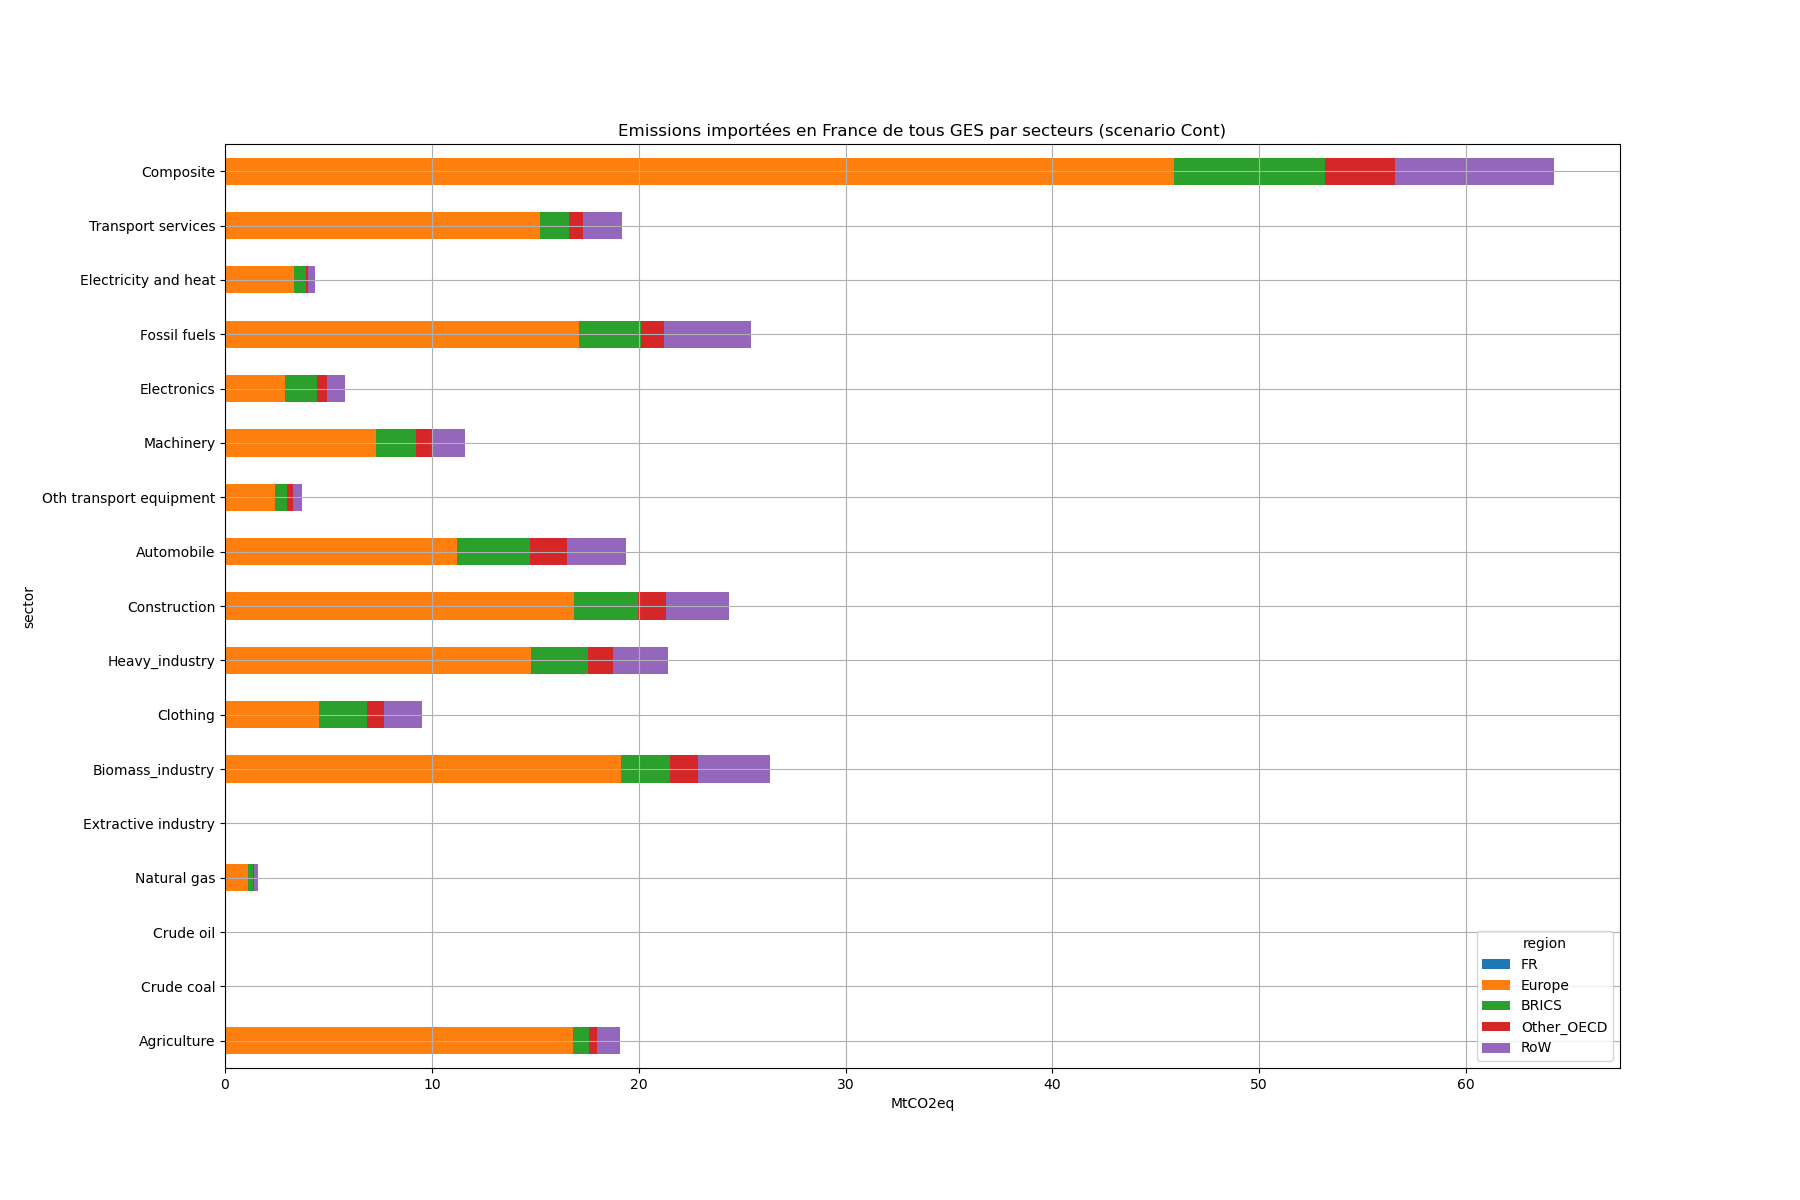 Emissions importées en France de tous GES par secteurs (scenario Cont)
Composite
Transport services
Electricity and heat
Fossil fuels
Electronics
Machinery
Oth transport equipment
Automobile
Construction
Heavy_industry
Clothing
Biomass_industry
Extractive industry
Natural gas
Crude oil
Crude coal
Agriculture
sector
region
FR
Europe
BRICS
Other_OECD
RoW
0 10 20 30 40 50 60
MtCO2eq